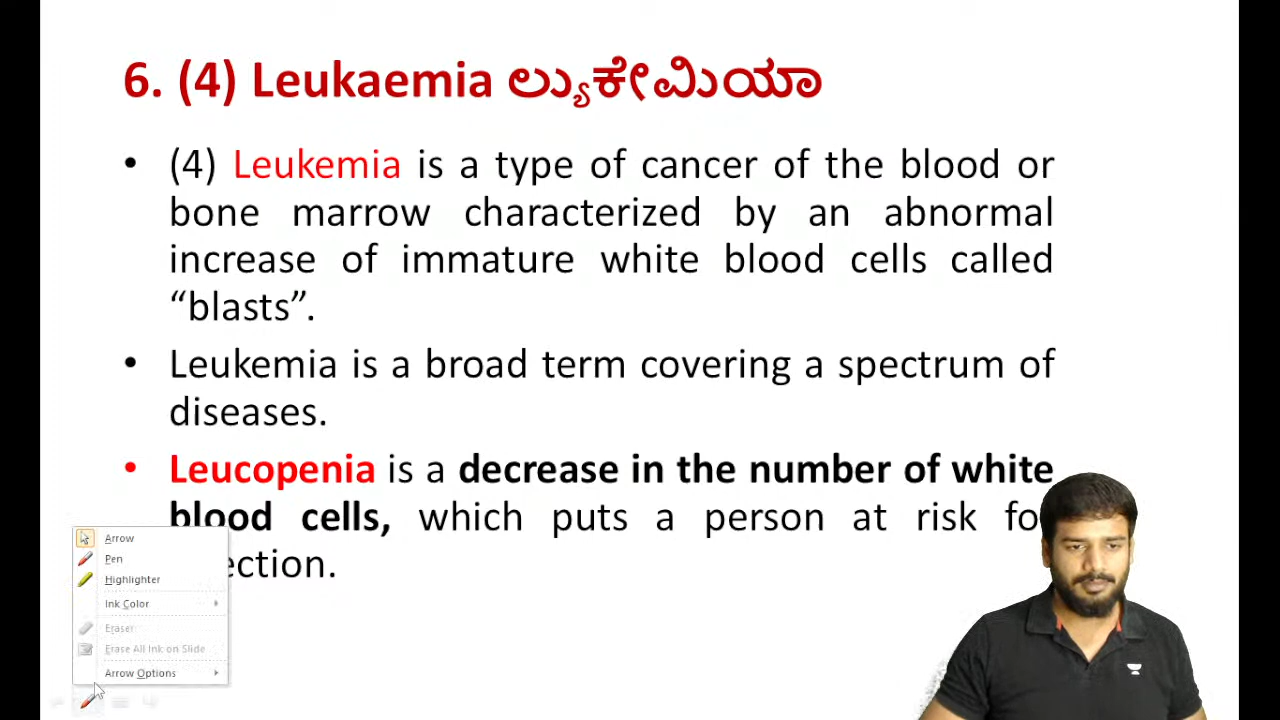 6. (4) Leukaemia ಲ್ಯುಕೇಮಿಯಾ
• (4) Leukemia is a type of cancer of the blood or
bone marrow characterized by an abnormal
increase of immature white blood cells called
“blasts”.
• Leukemia is a broad term covering a spectrum of
diseases.
• Leucopenia is a decrease in the number of white
blood cells, which puts a person at risk fo
ection.
Arrow
Pen
Highlighter
Ink Color
Eraser
Erase All Ink on Slide
Arrow Options